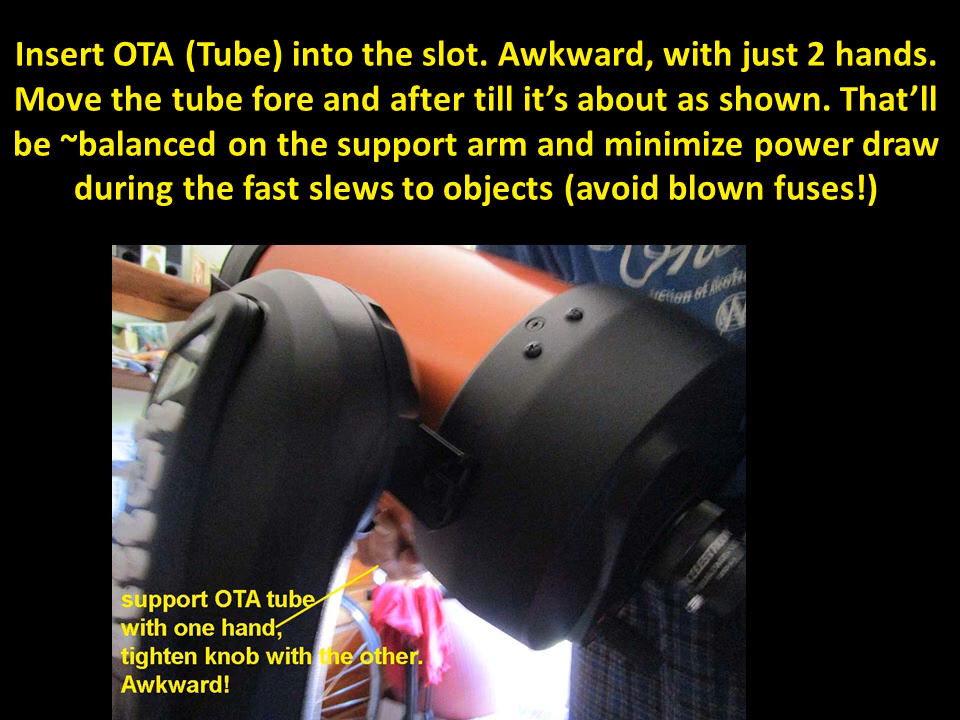 Insert OTA (Tube) into the slot. Awkward, with just 2 hands.
Move the tube fore and after till it’s about as shown. That’ll
be ~balanced on the support arm and minimize power draw
during the fast slews to objects (avoid blown fuses!)
support OTA tube
with one hand,
tighten knob with the other.
Awkward!
CELESTRON